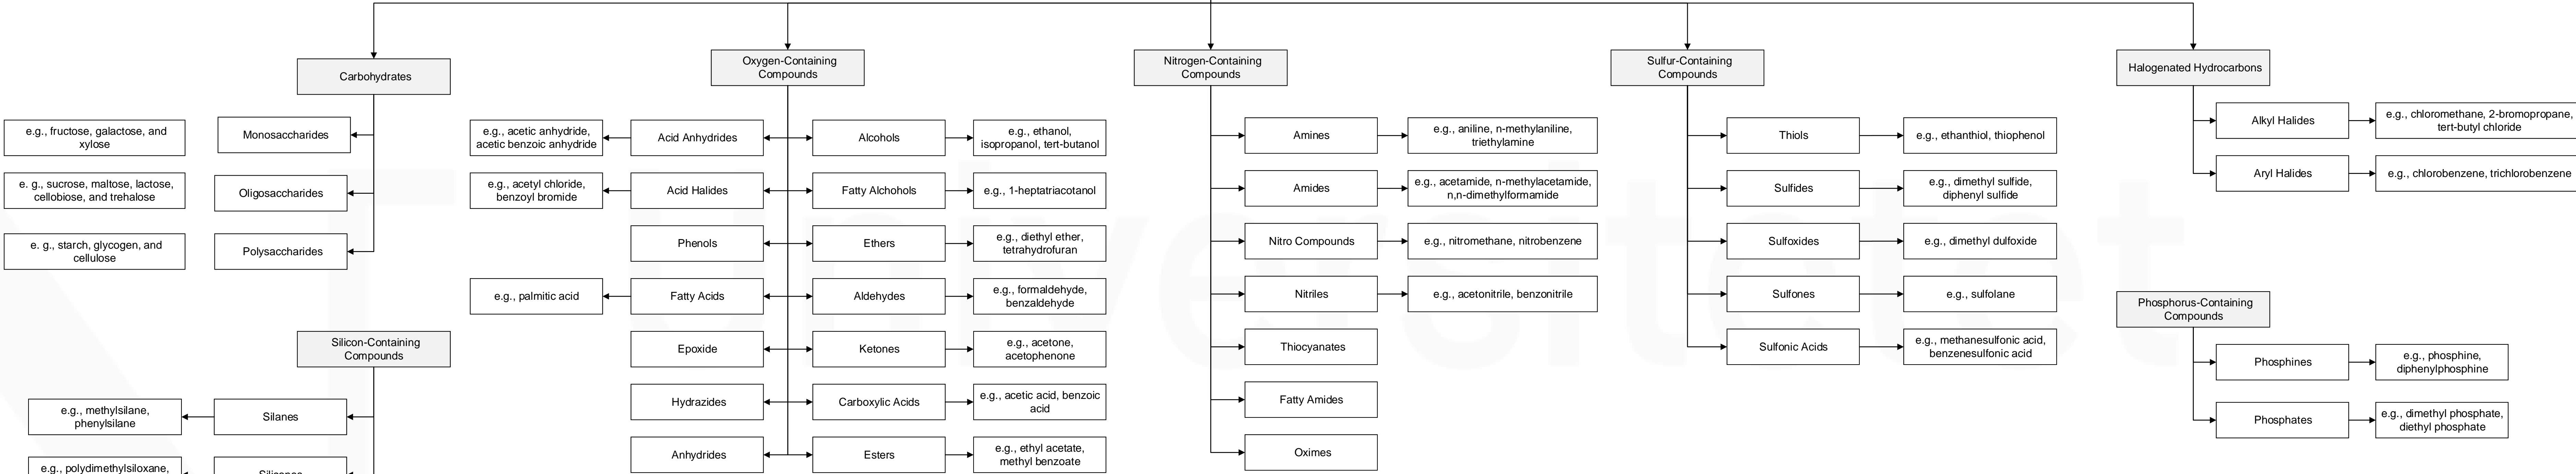 Carbohydrates
Monosaccharides
e.g., fructose, galactose, and
xylose
Oligosaccharides
e. g., sucrose, maltose, lactose,
cellobiose, and trehalose
Polysaccharides
e. g., starch, glycogen, and
cellulose
Silicon-Containing
Compounds
Silanes
e.g., methylsilane,
phenylsilane
e.g., polydimethylsiloxane,
Oxygen-Containing
Compounds
Acid Anhydrides
e.g., acetic anhydride,
acetic benzoic anhydride
Acid Halides
e.g., acetyl chloride,
benzoyl bromide
Phenols
Fatty Acids
e.g., palmitic acid
Epoxide
Hydrazides
Anhydrides
Alcohols
e.g., ethanol,
isopropanol, tert-butanol
Fatty Alchohols
e.g., 1-heptatriacotanol
Ethers
e.g., diethyl ether,
tetrahydrofuran
Aldehydes
e.g., formaldehyde,
benzaldehyde
Ketones
e.g., acetone,
acetophenone
Carboxylic Acids
e.g., acetic acid, benzoic
acid
Esters
e.g., ethyl acetate,
methyl benzoate
Nitrogen-Containing
Compounds
Amines
e.g., aniline, n-methylaniline,
triethylamine
Amides
e.g., acetamide, n-methylacetamide,
n,n-dimethylformamide
Nitro Compounds
e.g., nitromethane, nitrobenzene
Nitriles
e.g., acetonitrile, benzonitrile
Thiocyanates
Fatty Amides
Oximes
Sulfur-Containing
Compounds
Thiols
e.g., ethanthiol, thiophenol
Sulfides
e.g., dimethyl sulfide,
diphenyl sulfide
Sulfoxides
e.g., dimethyl dulfoxide
Sulfones
e.g., sulfolane
Sulfonic Acids
e.g., methanesulfonic acid,
benzenesulfonic acid
Halogenated Hydrocarbons
Alkyl Halides
e.g., chloromethane, 2-bromopropane,
tert-butyl chloride
Aryl Halides
e.g., chlorobenzene, trichlorobenzene
Phosphorus-Containing
Compounds
Phosphines
e.g., phosphine,
diphenylphosphine
Phosphates
e.g., dimethyl phosphate,
diethyl phosphate
Universitetet